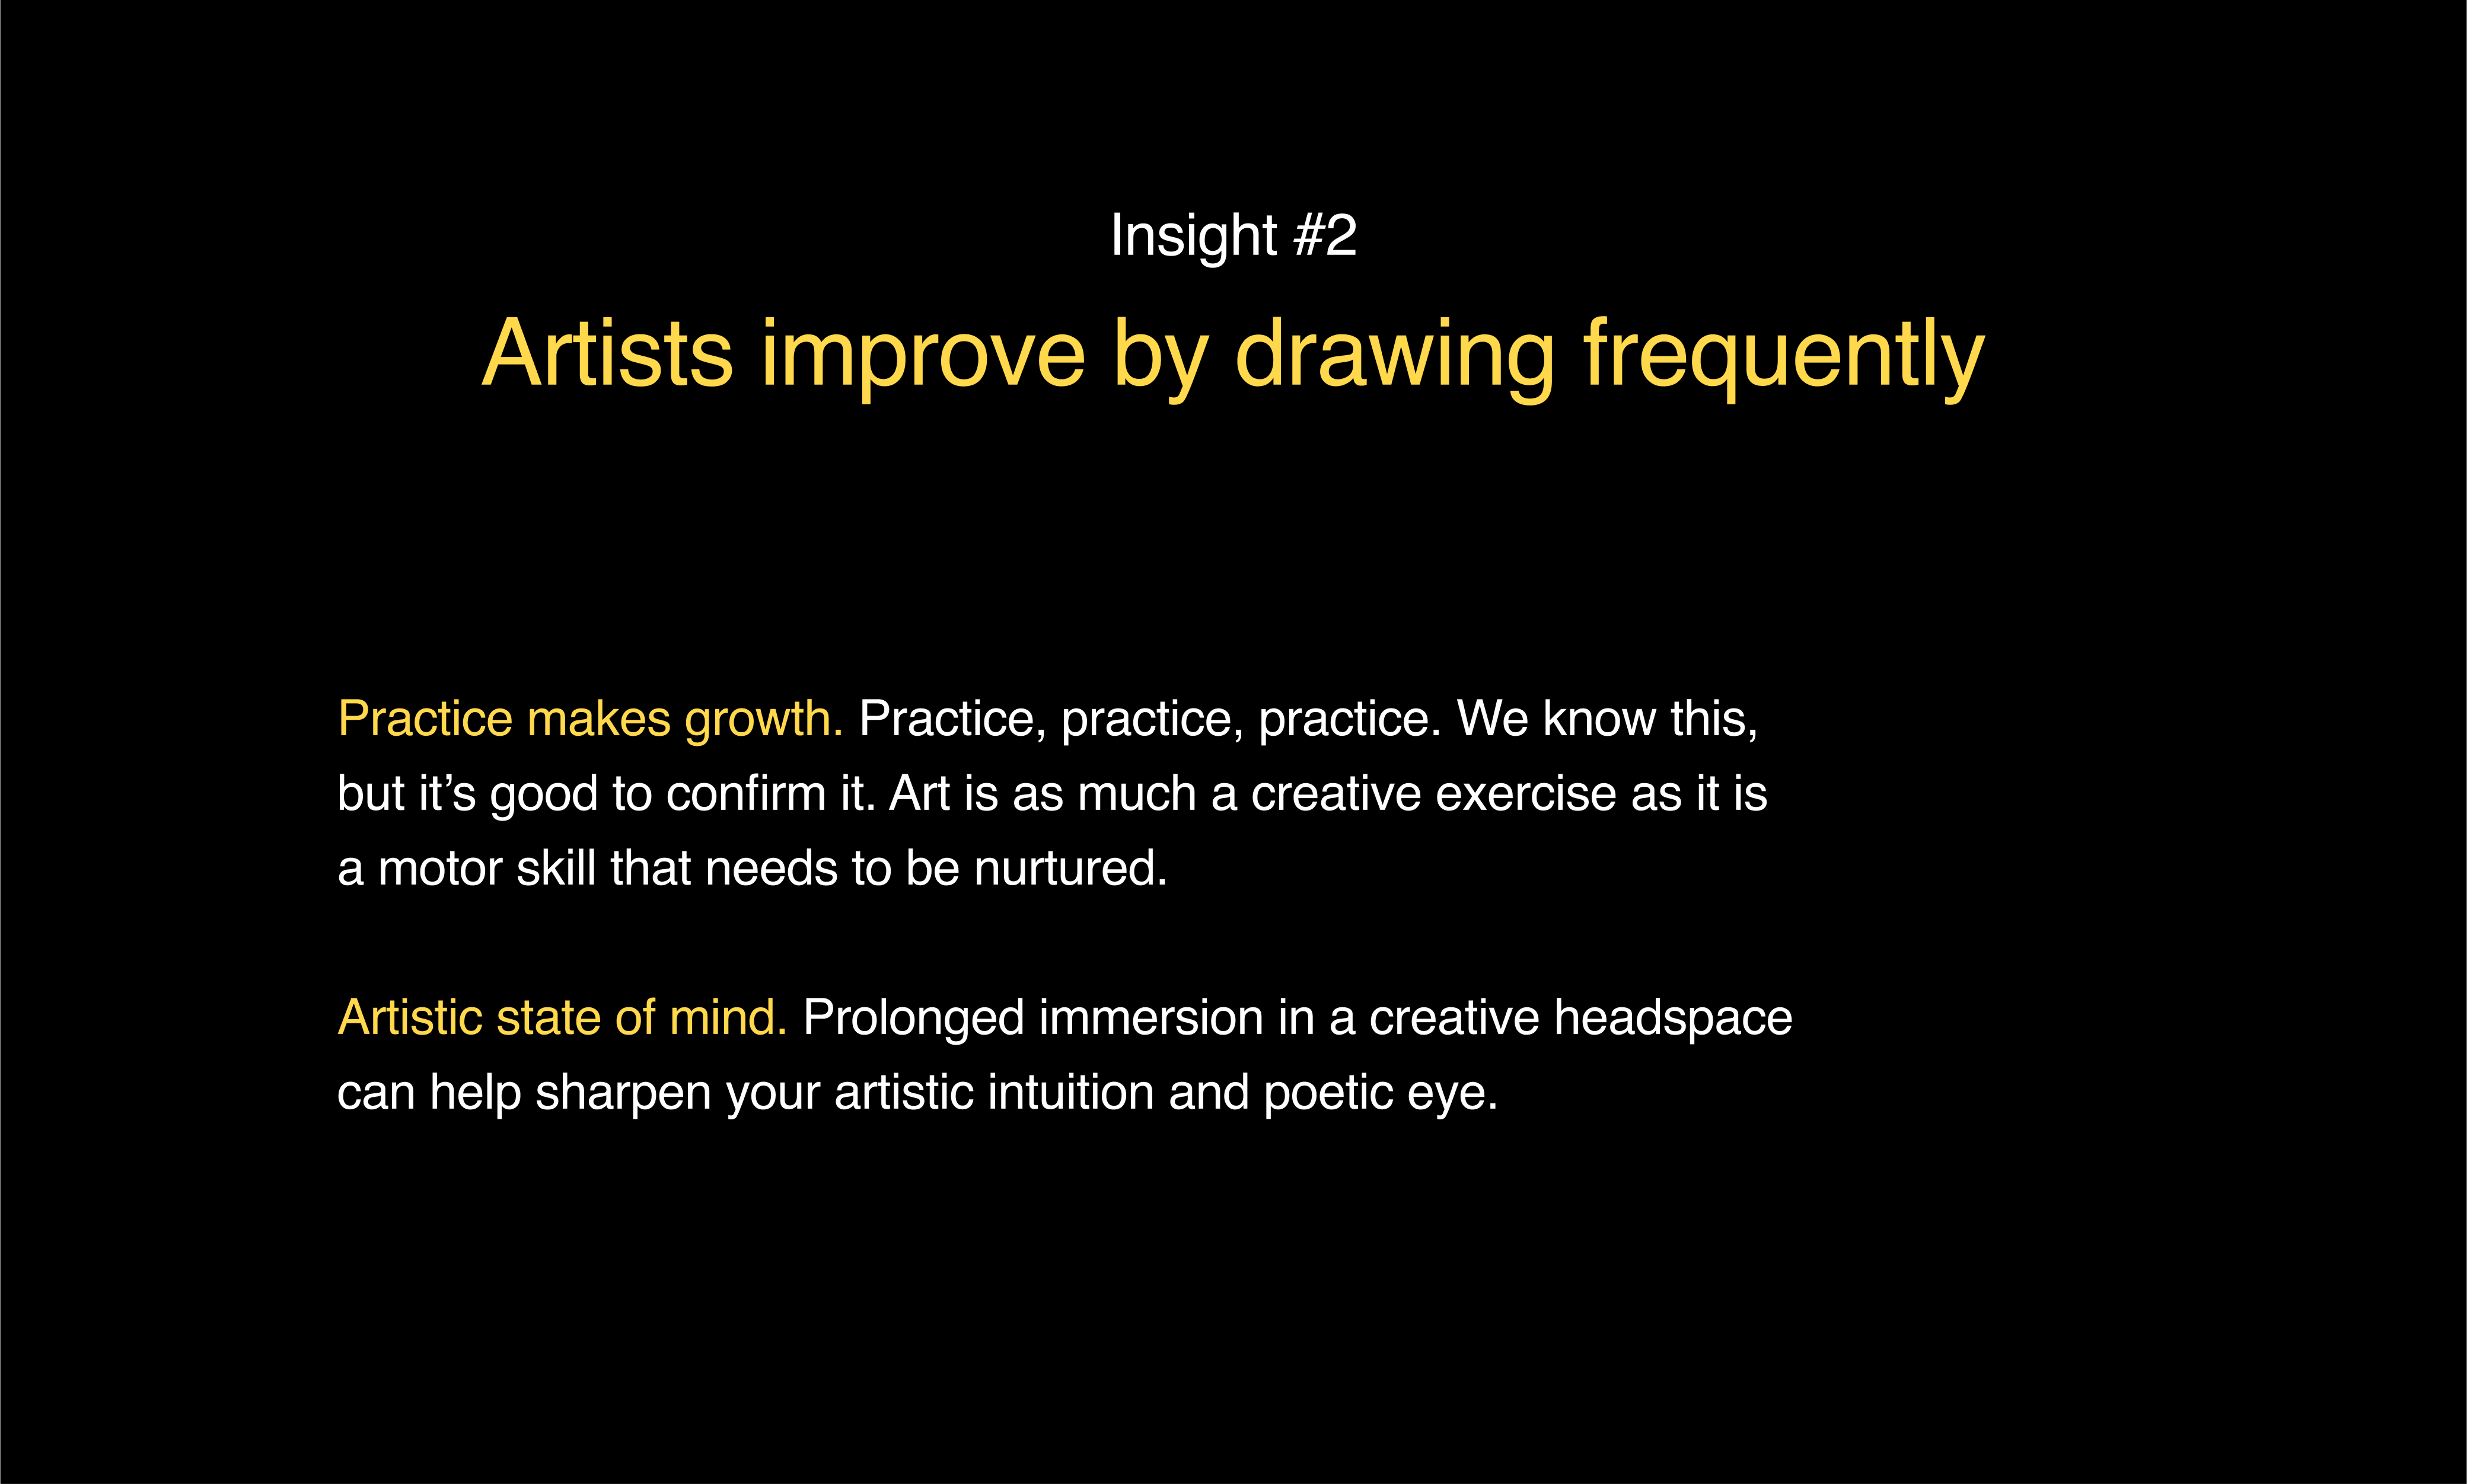 Insight #2
Artists improve by drawing frequently
Practice makes growth. Practice, practice, practice. We know this,
but it’s good to confirm it. Art is as much a creative exercise as it is
a motor skill that needs to be nurtured.
Artistic state of mind. Prolonged immersion in a creative headspace
can help sharpen your artistic intuition and poetic eye.